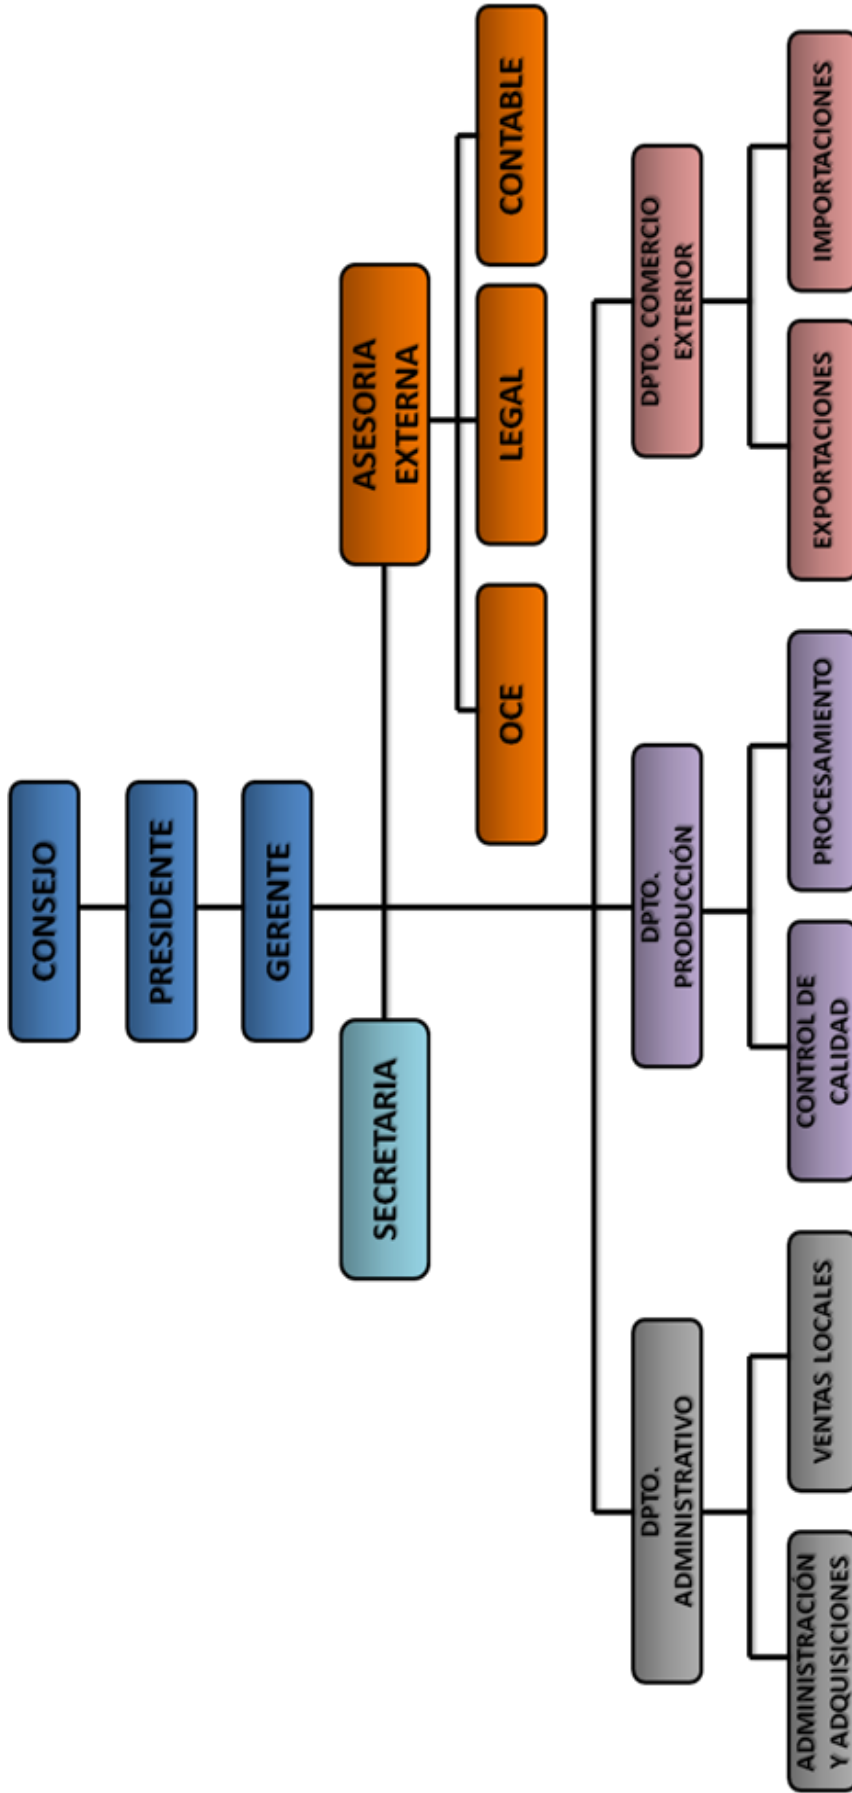 CONSEJO
PRESIDENTE
GERENTE
SECRETARIA
ASESORIA
EXTERNA
OCE
LEGAL
CONTABLE
DPTO.
ADMINISTRATIVO
DPTO.
PRODUCCIÓN
DPTO. COMERCIO
EXTERIOR
ADMINISTRACIÓN
Y ADQUISICIONES
VENTAS LOCALES
CONTROL DE
CALIDAD
PROCESAMIENTO
EXPORTACIONES
IMPORTACIONES